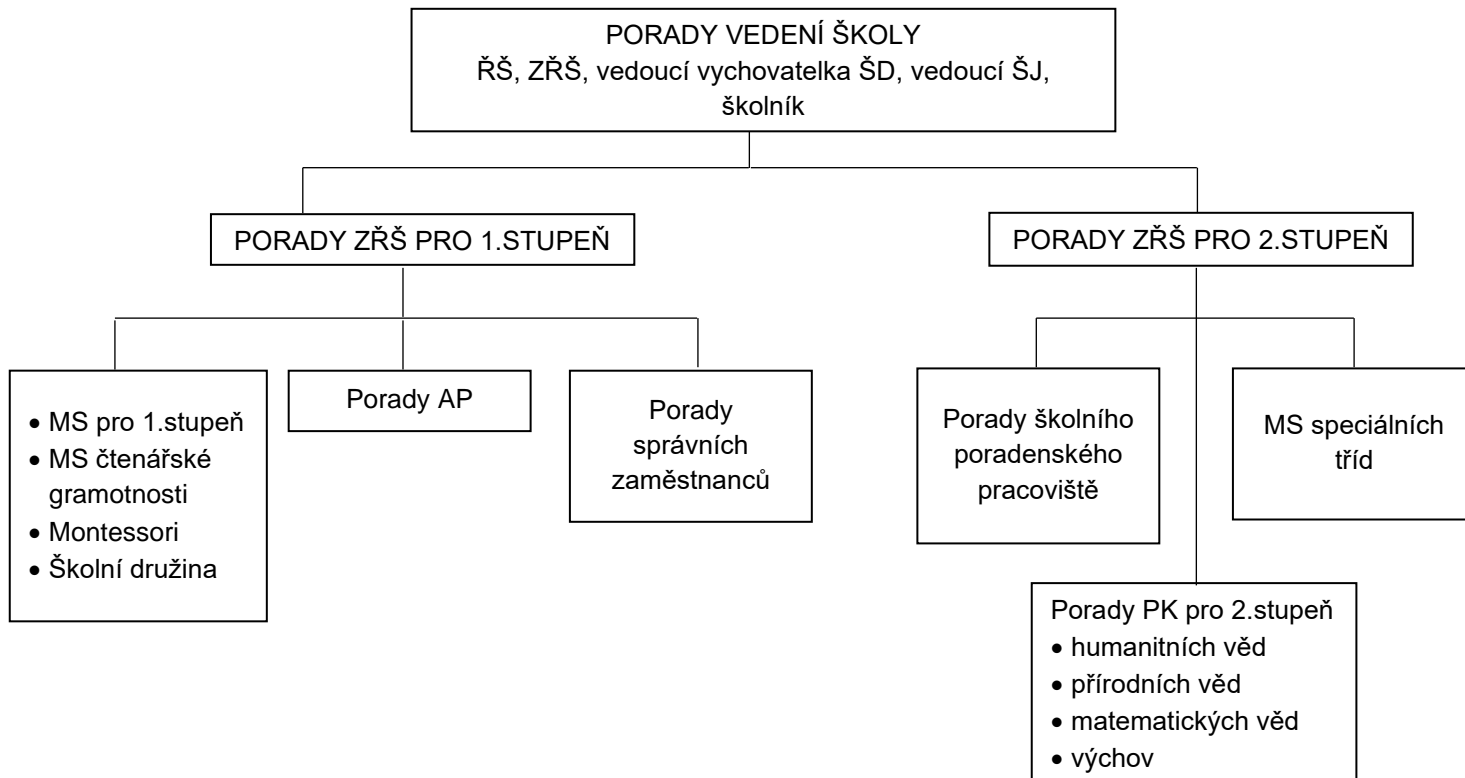 PORADY VEDENÍ ŠKOLY
ŘŠ, ZŘŠ, vedoucí vychovatelka ŠD, vedoucí ŠJ,
školník
PORADY ZŘŠ PRO 1.STUPEŇ
PORADY ZŘŠ PRO 2.STUPEŇ
• MS pro 1.stupeň
• MS čtenářské
gramotnosti
• Montessori
• Školní družina
Porady AP
Porady
správních
zaměstnanců
Porady školního
poradenského
pracoviště
MS speciálních
tříd
Porady PK pro 2.stupeň
• humanitních věd
• přírodních věd
• matematických věd
• výchov